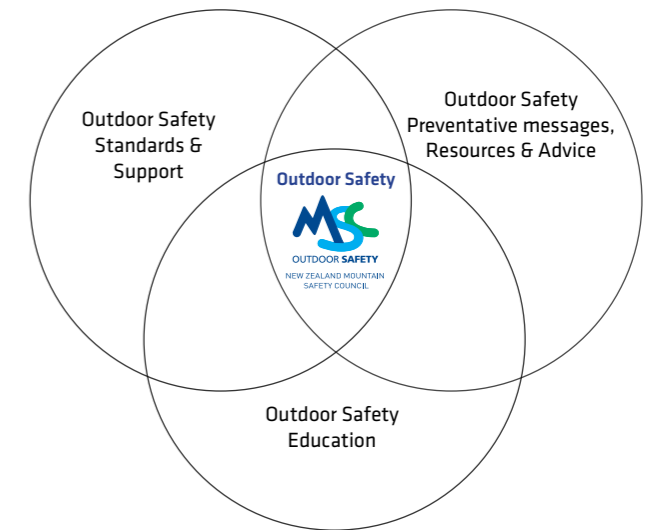 Outdoor Safety
Standards &
Support
Outdoor Safety
Preventative messages,
Resources & Advice
Outdoor Safety
MSC
OUTDOOR SAFETY
NEW ZEALAND MOUNTAIN
SAFETY COUNCIL
Outdoor Safety
Education